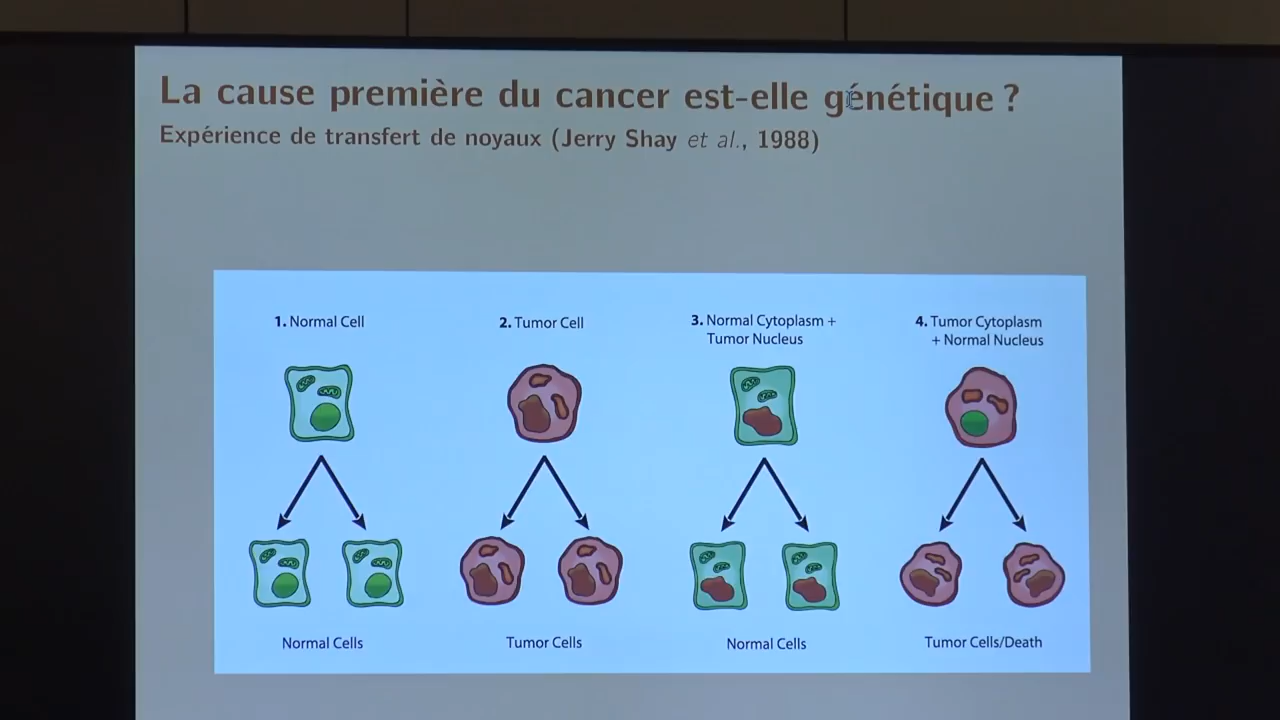 La cause première du cancer est-elle génétique ?
Expérience de transfert de noyaux (Jerry Shay et al., 1988)
1. Normal Cell
2. Tumor Cell
3. Normal Cytoplasm +
Tumor Nucleus
4. Tumor Cytoplasm
+ Normal Nucleus
Normal Cells
Tumor Cells
Normal Cells
Tumor Cells/Death